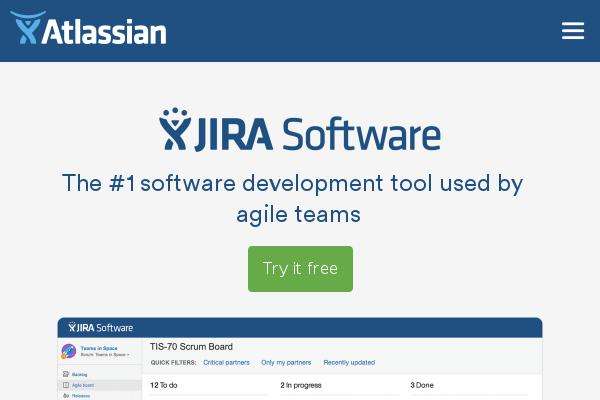 Atlassian
JIRA Software
The #1 software development tool used by
agile teams
Try it free
JIRA Software
Teams in Space
Scrum: Teams in Space
TIS-70 Scrum Board
QUICK FILTERS: Critical partners Only my partners Recently updated
Backlog
Agile board
Releases
12 To do 2 In progress 3 Done